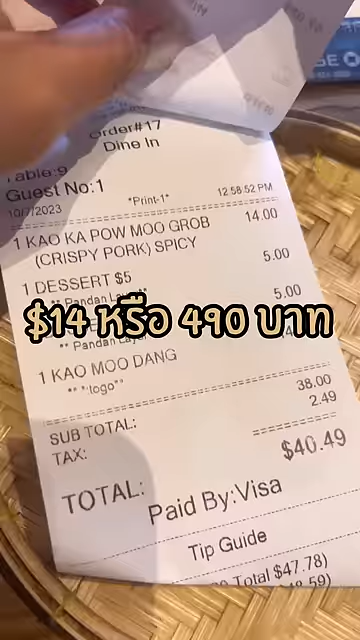 Order#17
Dine In
Table:9
Guest No:1
10/7/2023 *Print-1* 12:58:52 PM
1 KAO KA POW MOO GROB 14.00
(CRISPY PORK) SPICY
1 DESSERT $5 5.00
** Pandan
5.00
$14 หรือ 490 บาท
** Pandan Layer
1 KAO MOO DANG
** *togo**
SUB TOTAL: 38.00
TAX: 2.49
TOTAL: $40.49
Paid By:Visa
Tip Guide
Total $47.78)